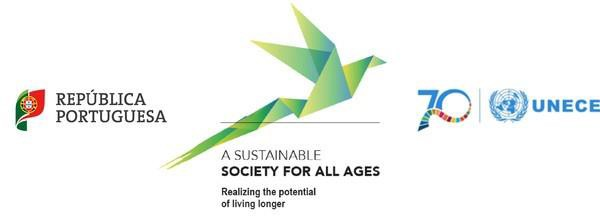 REPÚBLICA
PORTUGUESA
A SUSTAINABLE
SOCIETY FOR ALL AGES
Realizing the potential
of living longer
70
UNECE